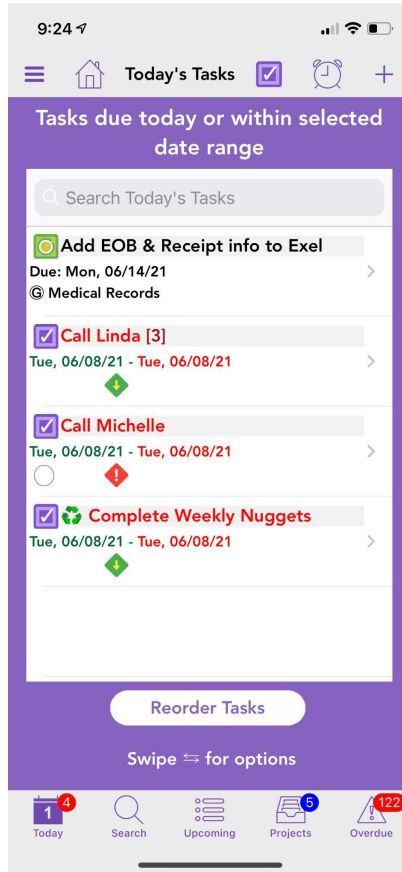 9:24
Today's Tasks
Tasks due today or within selected
date range
Search Today's Tasks
Add EOB & Receipt info to Exel
Due: Mon, 06/14/21
G Medical Records
Call Linda [3]
Tue, 06/08/21 - Tue, 06/08/21
Call Michelle
Tue, 06/08/21 - Tue, 06/08/21
Complete Weekly Nuggets
Tue, 06/08/21 - Tue, 06/08/21
Reorder Tasks
Swipe ⇆ for options
1 4 5 122
Today Search Upcoming Projects Overdue